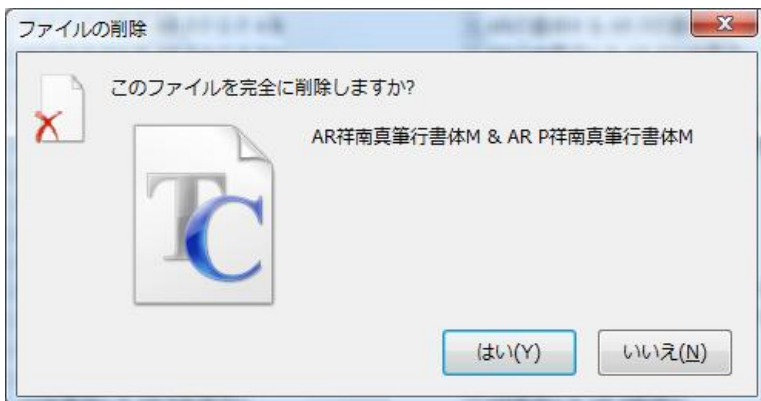 ファイルの削除
このファイルを完全に削除しますか?
AR祥南真筆行書体M & AR P祥南真筆行書体M
TC
はい(Y)
いいえ(N)